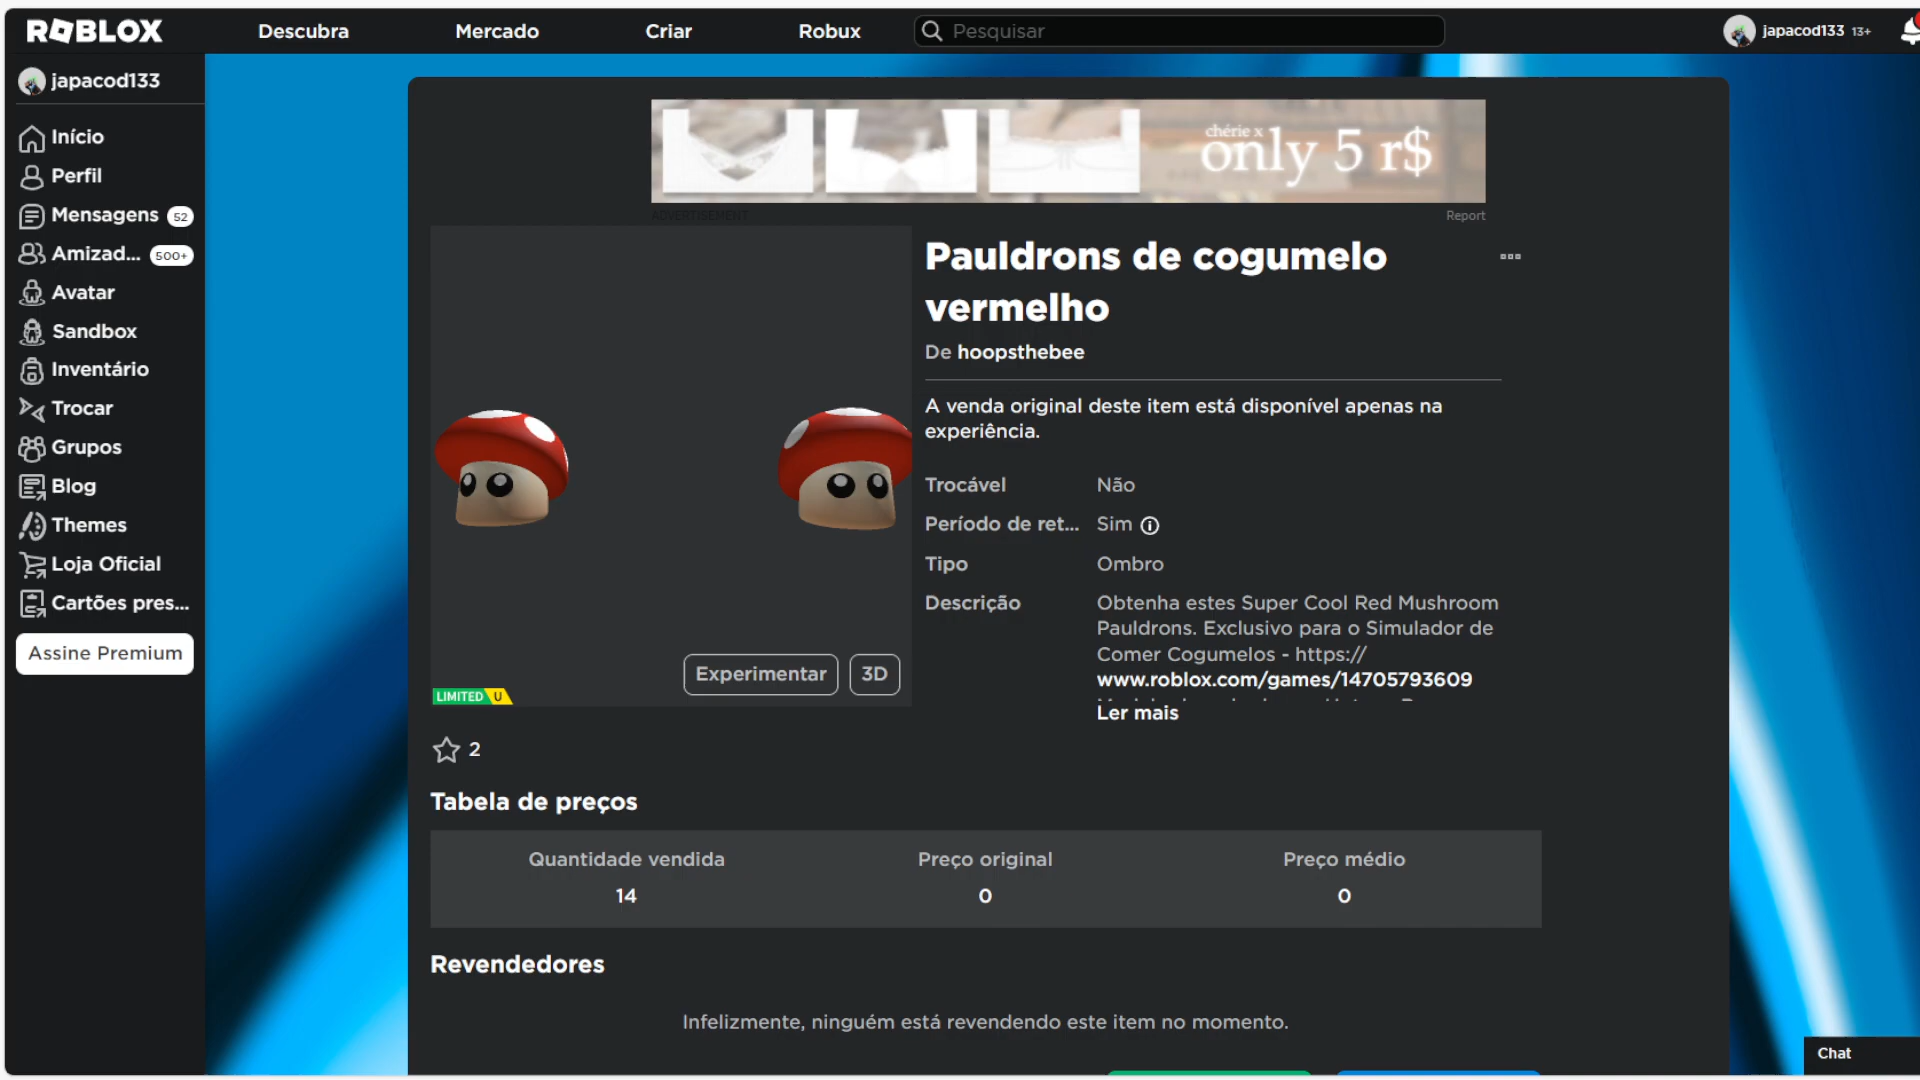 ROBLOX
Descubra
Mercado
Criar
Robux
Pesquisar
japacod133 13+
japacod133
Início
Perfil
Mensagens 52
Amizad... 500+
Avatar
Sandbox
Inventário
Trocar
Grupos
Blog
Themes
Loja Oficial
Cartões pres...
Assine Premium
chérie x
only 5 r$
ADVERTISEMENT
Report
Pauldrons de cogumelo
vermelho
De hoopsthebee
A venda original deste item está disponível apenas na
experiência.
Trocável Não
Período de ret... Sim
Tipo Ombro
Descrição Obtenha estes Super Cool Red Mushroom
Pauldrons. Exclusivo para o Simulador de
Comer Cogumelos - https://
www.roblox.com/games/14705793609
Ler mais
Experimentar
3D
LIMITED U
2
Tabela de preços
Quantidade vendida
14
Preço original
0
Preço médio
0
Revendedores
Infelizmente, ninguém está revendendo este item no momento.
Chat